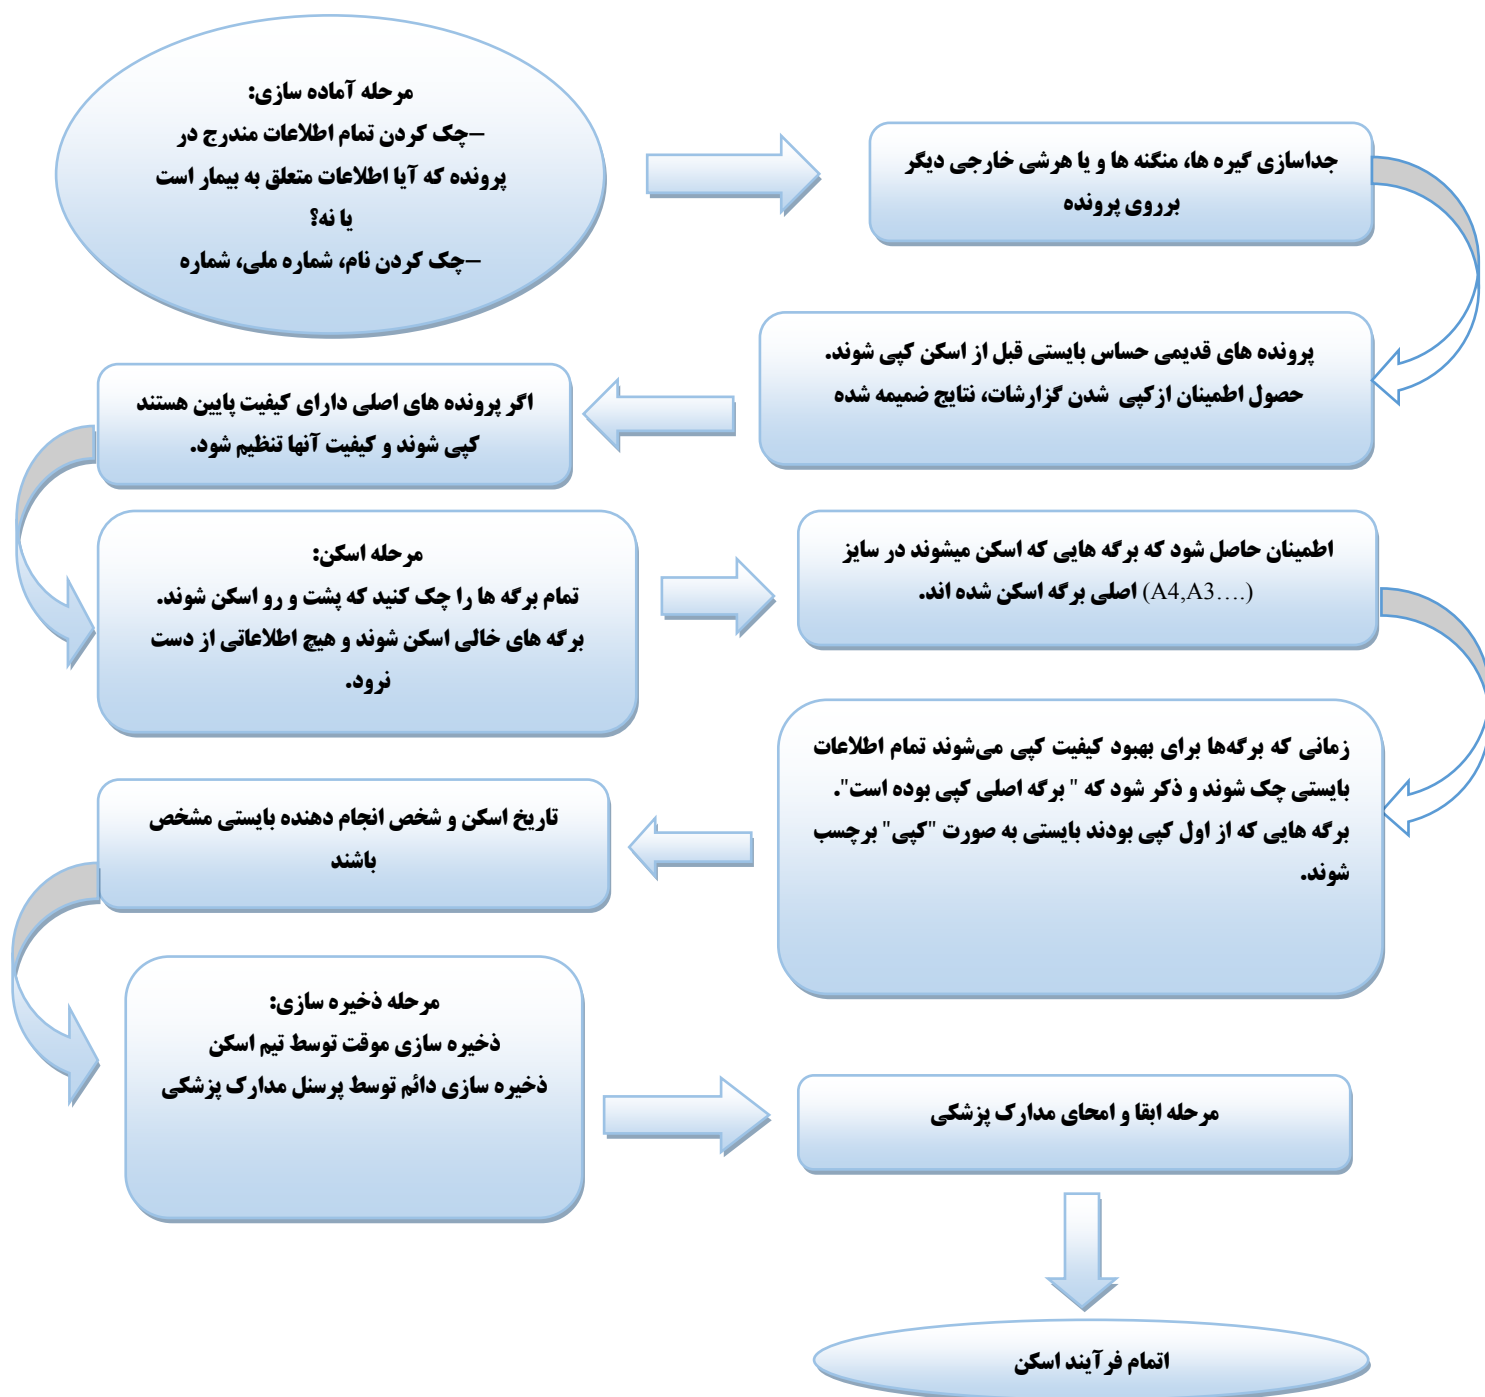 مرحله آماده سازی:
–چک کردن تمام اطلاعات مندرج در
پرونده که آیا اطلاعات متعلق به بیمار است
یا نه؟
–چک کردن نام، شماره ملی، شماره
جداسازی گیره ها، منگنه ها و یا هرشی خارجی دیگر
برروی پرونده
پرونده های قدیمی حساس بایستی قبل از اسکن کپی شوند.
حصول اطمینان ازکپی شدن گزارشات، نتایج ضمیمه شده
اگر پرونده های اصلی دارای کیفیت پایین هستند
کپی شوند و کیفیت آنها تنظیم شود.
مرحله اسکن:
تمام برگه ها را چک کنید که پشت و رو اسکن شوند.
برگه های خالی اسکن شوند و هیچ اطلاعاتی از دست
نرود.
اطمینان حاصل شود که برگه هایی که اسکن میشوند در سایز
(A4,A3….) اصلی برگه اسکن شده اند.
زمانی که برگه‌ها برای بهبود کیفیت کپی می‌شوند تمام اطلاعات
بایستی چک شوند و ذکر شود که " برگه اصلی کپی بوده است".
برگه هایی که از اول کپی بودند بایستی به صورت "کپی" برچسب
شوند.
تاریخ اسکن و شخص انجام دهنده بایستی مشخص
باشند
مرحله ذخیره سازی:
ذخیره سازی موقت توسط تیم اسکن
ذخیره سازی دائم توسط پرسنل مدارک پزشکی
مرحله ابقا و امحای مدارک پزشکی
اتمام فرآیند اسکن